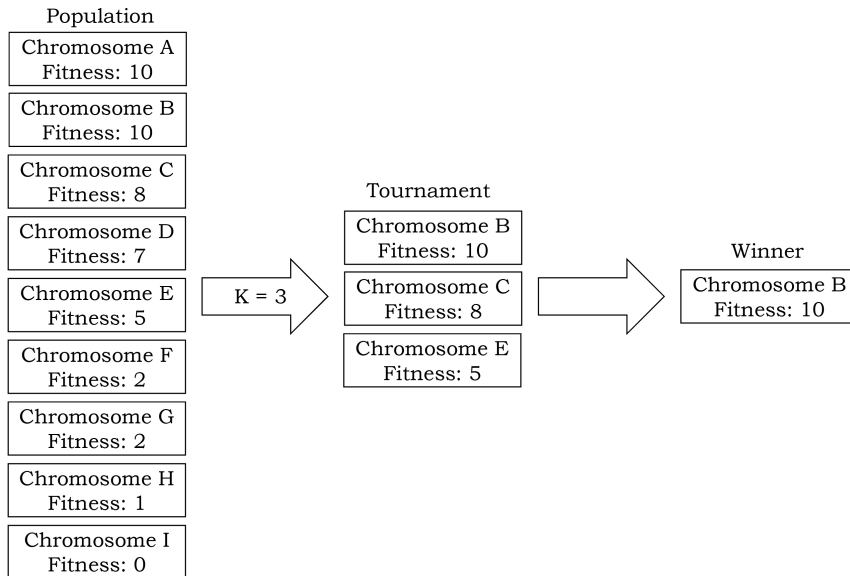 Population
Chromosome A
Fitness: 10
Chromosome B
Fitness: 10
Chromosome C
Fitness: 8
Chromosome D
Fitness: 7
Chromosome E
Fitness: 5
Chromosome F
Fitness: 2
Chromosome G
Fitness: 2
Chromosome H
Fitness: 1
Chromosome I
Fitness: 0
K = 3
Tournament
Chromosome B
Fitness: 10
Chromosome C
Fitness: 8
Chromosome E
Fitness: 5
Winner
Chromosome B
Fitness: 10